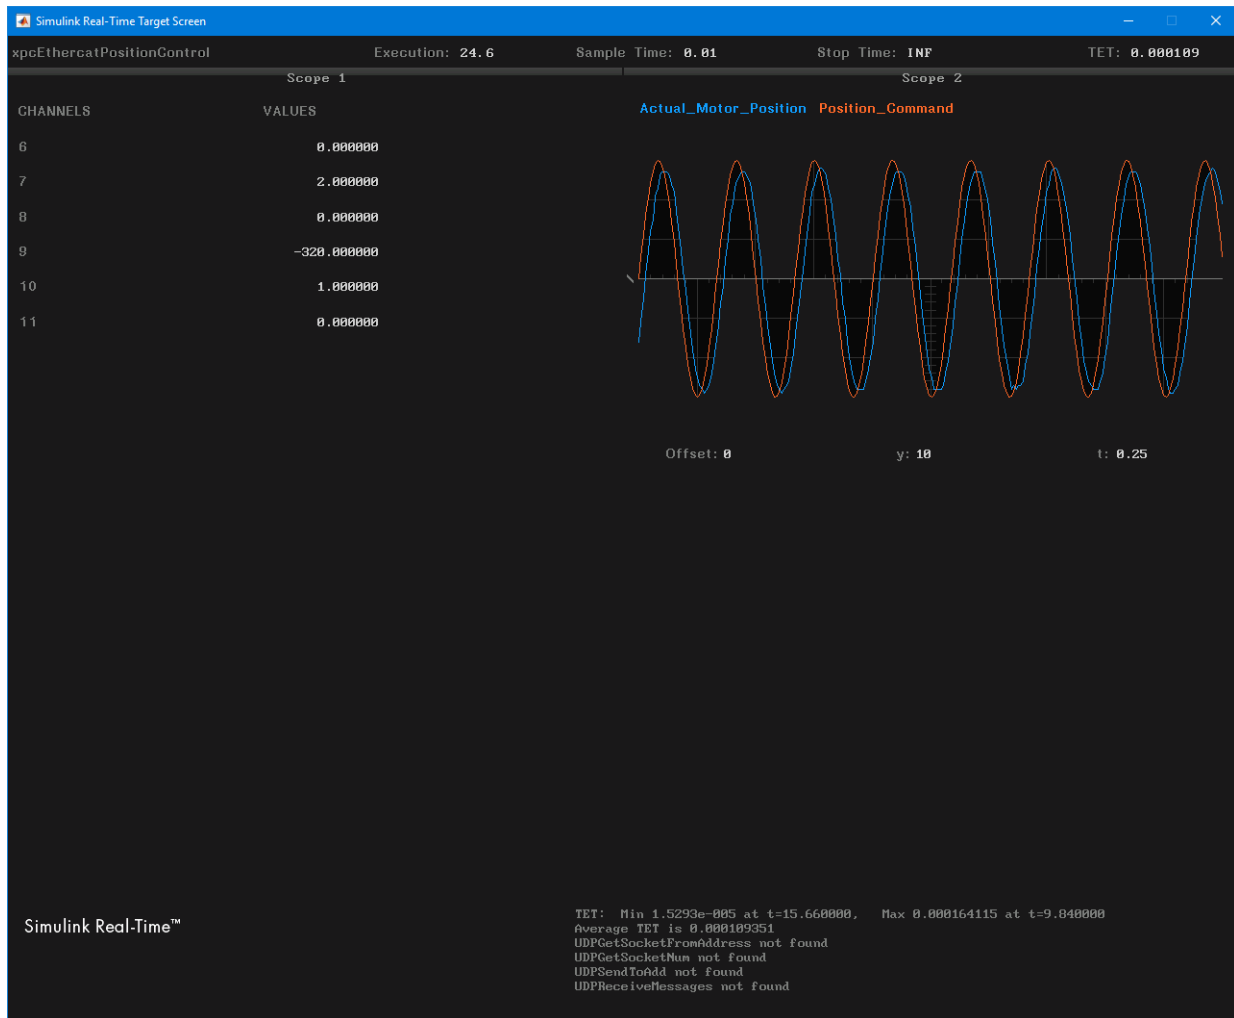 Simulink Real-Time Target Screen
xpcEthercatPositionControl Execution: 24.6 Sample Time: 0.01 Stop Time: INF TET: 0.000109
Scope 1 Scope 2
CHANNELS VALUES
Actual_Motor_Position Position_Command
6 0.000000
7 2.000000
8 0.000000
9 -320.000000
10 1.000000
11 0.000000
Offset: 0 y: 10 t: 0.25
Simulink Real-Time™
TET: Min 1.5293e-005 at t=15.660000, Max 0.000164115 at t=9.840000
Average TET is 0.000109351
UDPGetSocketFromAddress not found
UDPGetSocketNum not found
UDPSendToAdd not found
UDPReceiveMessages not found